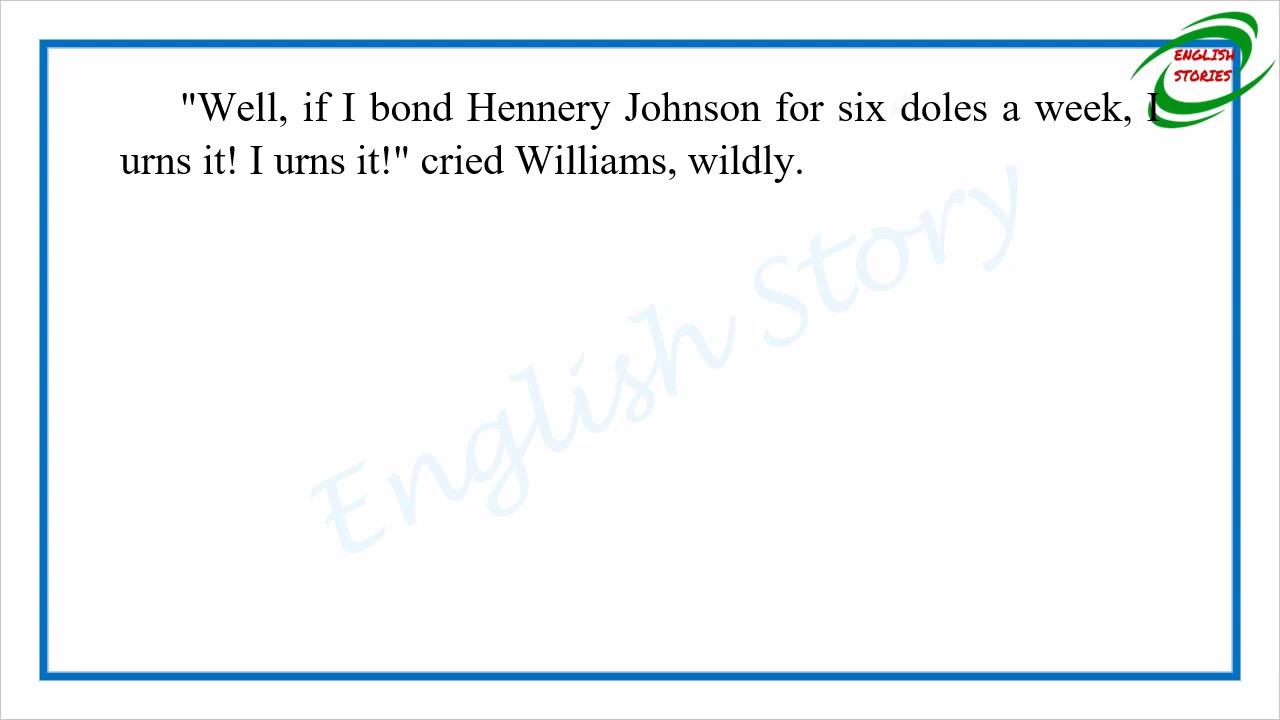 ENGLISH
STORIES
"Well, if I bond Hennery Johnson for six doles a week, I
urns it! I urns it!" cried Williams, wildly.
English Story